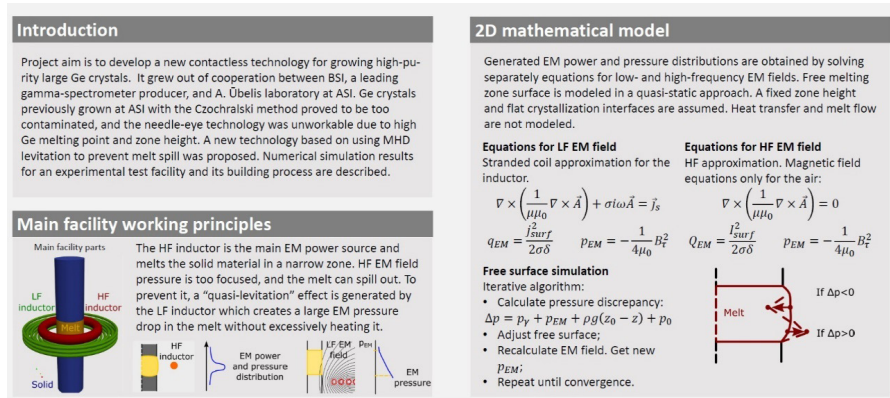 Introduction
Project aim is to develop a new contactless technology for growing high-pu-
rity large Ge crystals. It grew out of cooperation between BSI, a leading
gamma-spectrometer producer, and A. Ūbelis laboratory at ASI. Ge crystals
previously grown at ASI with the Czochralski method proved to be too
contaminated, and the needle-eye technology was unworkable due to high
Ge melting point and zone height. A new technology based on using MHD
levitation to prevent melt spill was proposed. Numerical simulation results
for an experimental test facility and its building process are described.
Main facility working principles
Main facility parts
LF
inductor
HF
inductor
Melt
Solid
The HF inductor is the main EM power source and
melts the solid material in a narrow zone. HF EM field
pressure is too focused, and the melt can spill out. To
prevent it, a "quasi-levitation" effect is generated by
the LF inductor which creates a large EM pressure
drop in the melt without excessively heating it.
HF
inductor
EM power
and pressure
distribution
LF EM
field
P_EM
EM
pressure
2D mathematical model
Generated EM power and pressure distributions are obtained by solving
separately equations for low- and high-frequency EM fields. Free melting
zone surface is modeled in a quasi-static approach. A fixed zone height
and flat crystallization interfaces are assumed. Heat transfer and melt flow
are not modeled.
Equations for LF EM field
Stranded coil approximation for the
inductor.
∇ × (1/μμ₀ ∇ × A⃗) + σiωA⃗ = j⃗ₛ
q_EM = j²_surf/2σδ p_EM = −1/4μ₀ B²_τ
Equations for HF EM field
HF approximation. Magnetic field
equations only for the air:
∇ × (1/μμ₀ ∇ × A⃗) = 0
Q_EM = I²_surf/2σδ p_EM = −1/4μ₀ B²_τ
Free surface simulation
Iterative algorithm:
• Calculate pressure discrepancy:
Δp = p_γ + p_EM + ρg(z₀ − z) + p₀
• Adjust free surface;
• Recalculate EM field. Get new
p_EM;
• Repeat until convergence.
Melt
If Δp<0
If Δp>0